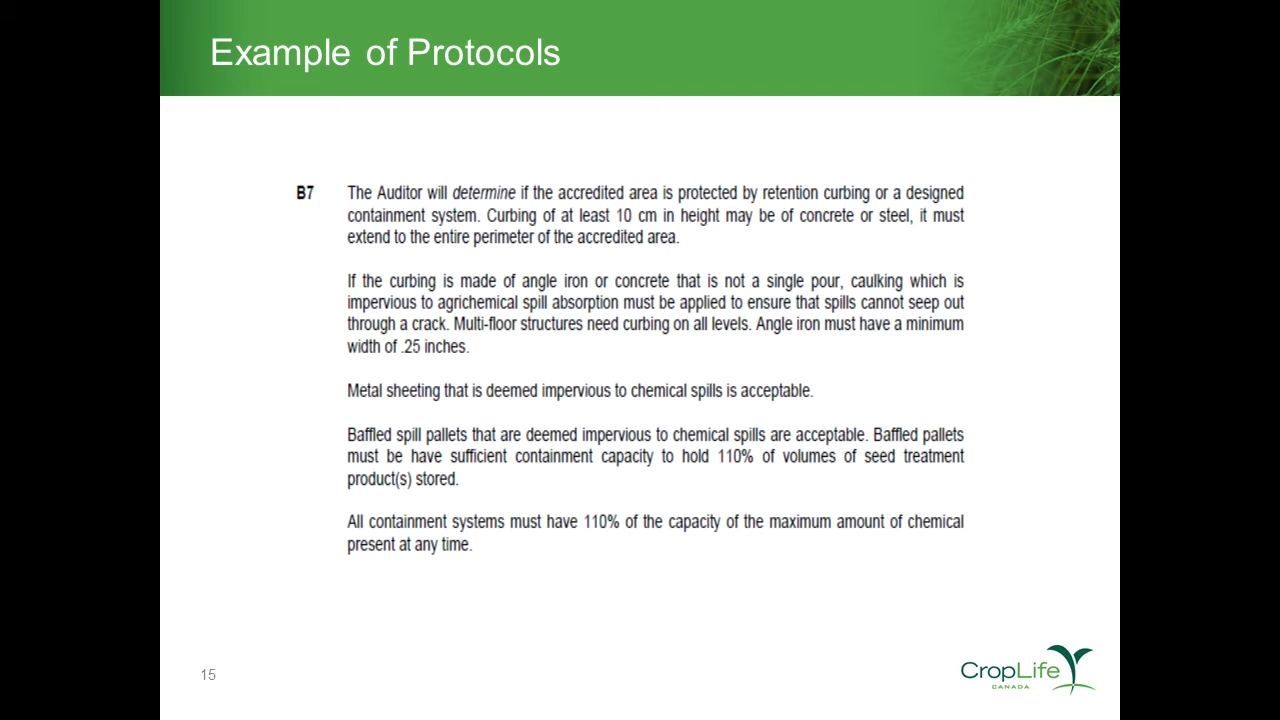 Example of Protocols
B7 The Auditor will determine if the accredited area is protected by retention curbing or a designed
containment system. Curbing of at least 10 cm in height may be of concrete or steel, it must
extend to the entire perimeter of the accredited area.
If the curbing is made of angle iron or concrete that is not a single pour, caulking which is
impervious to agrichemical spill absorption must be applied to ensure that spills cannot seep out
through a crack. Multi-floor structures need curbing on all levels. Angle iron must have a minimum
width of .25 inches.
Metal sheeting that is deemed impervious to chemical spills is acceptable.
Baffled spill pallets that are deemed impervious to chemical spills are acceptable. Baffled pallets
must be have sufficient containment capacity to hold 110% of volumes of seed treatment
product(s) stored.
All containment systems must have 110% of the capacity of the maximum amount of chemical
present at any time.
15
CropLife
CANADA